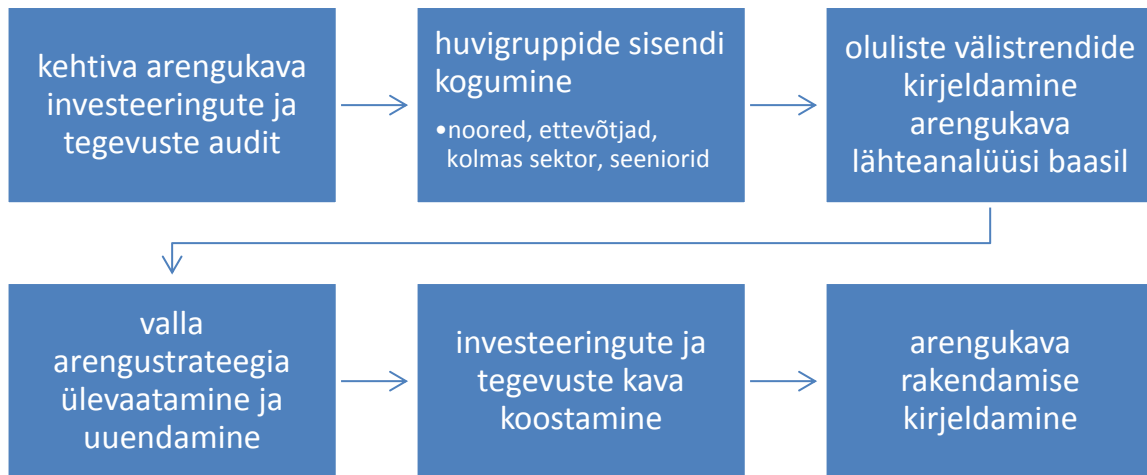 kehtiva arengukava
investeeringute ja
tegevuste audit
huvigruppide sisendi
kogumine
•noored, ettevõtjad,
kolmas sektor, seeniorid
oluliste välistrendide
kirjeldamine
arengukava
lähteanalüüsi baasil
valla
arengustrateegia
ülevaatamine ja
uuendamine
investeeringute ja
tegevuste kava
koostamine
arengukava
rakendamise
kirjeldamine